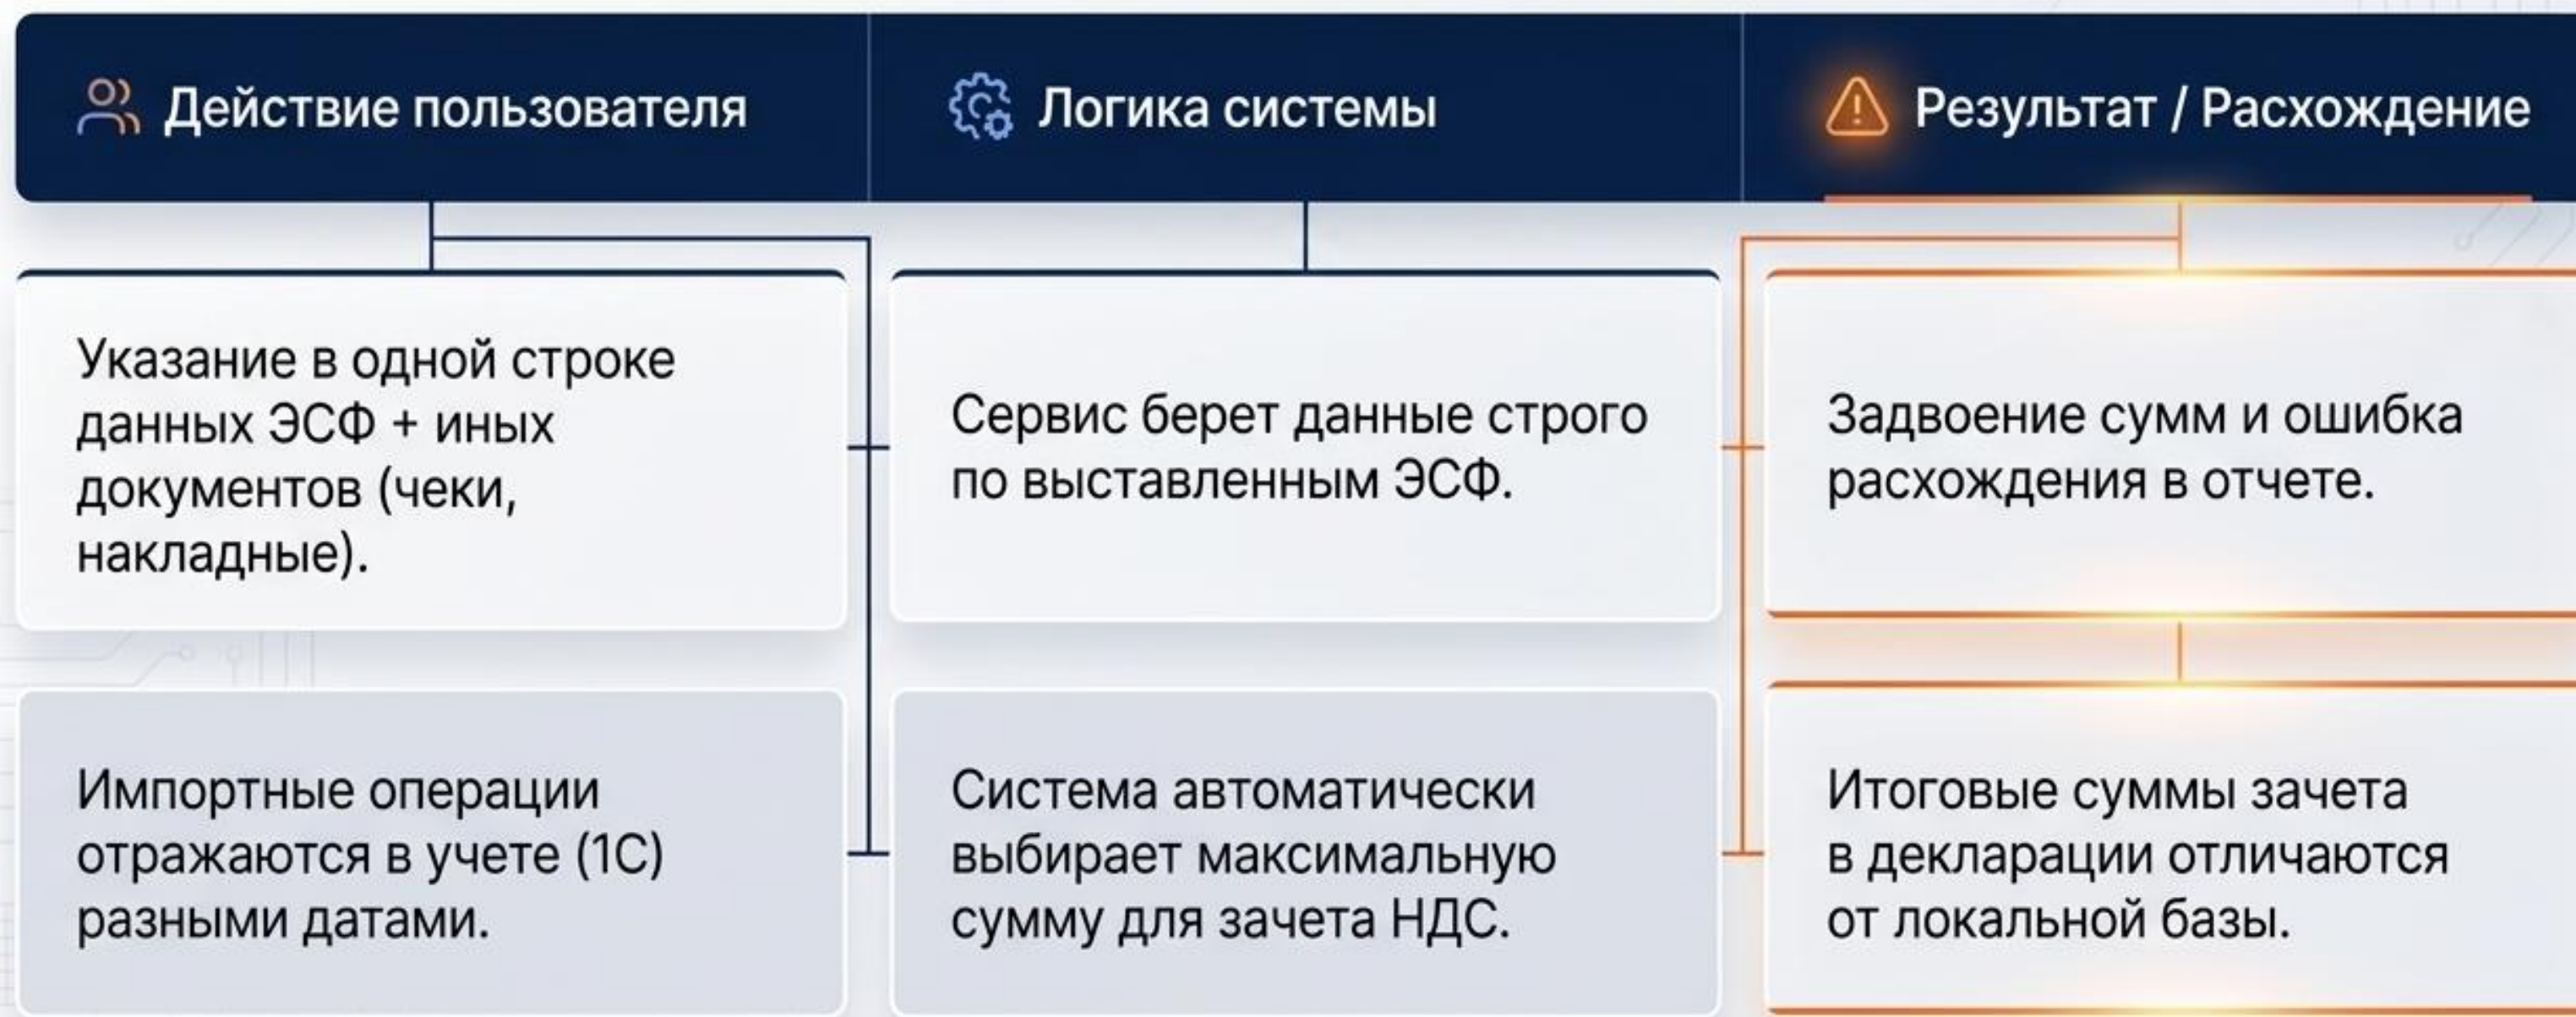 Действие пользователя
Логика системы
Результат / Расхождение
Указание в одной строке
данных ЭСФ + иных
документов (чеки,
накладные).
Сервис берет данные строго
по выставленным ЭСФ.
Задвоение сумм и ошибка
расхождения в отчете.
Импортные операции
отражаются в учете (1С)
разными датами.
Система автоматически
выбирает максимальную
сумму для зачета НДС.
Итоговые суммы зачета
в декларации отличаются
от локальной базы.